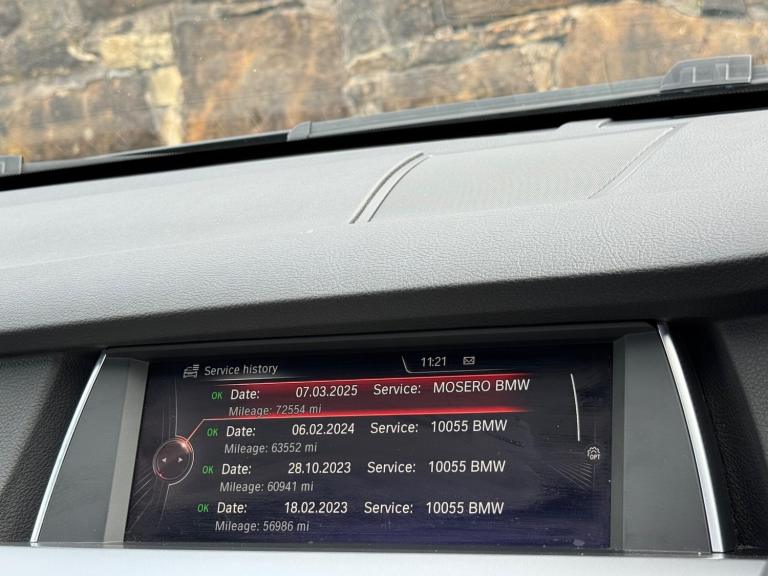 Service history 11:21
OK Date: 07.03.2025 Service: MOSERO BMW
Mileage: 72554 mi
OK Date: 06.02.2024 Service: 10055 BMW
Mileage: 63552 mi
OK Date: 28.10.2023 Service: 10055 BMW
Mileage: 60941 mi
OPT
OK Date: 18.02.2023 Service: 10055 BMW
Mileage: 56986 mi